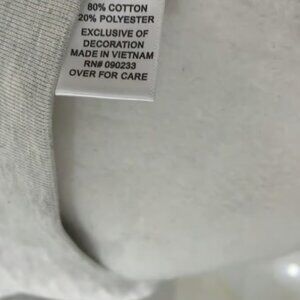 80% COTTON
20% POLYESTER
EXCLUSIVE OF
DECORATION
MADE IN VIETNAM
RN# 090233
OVER FOR CARE